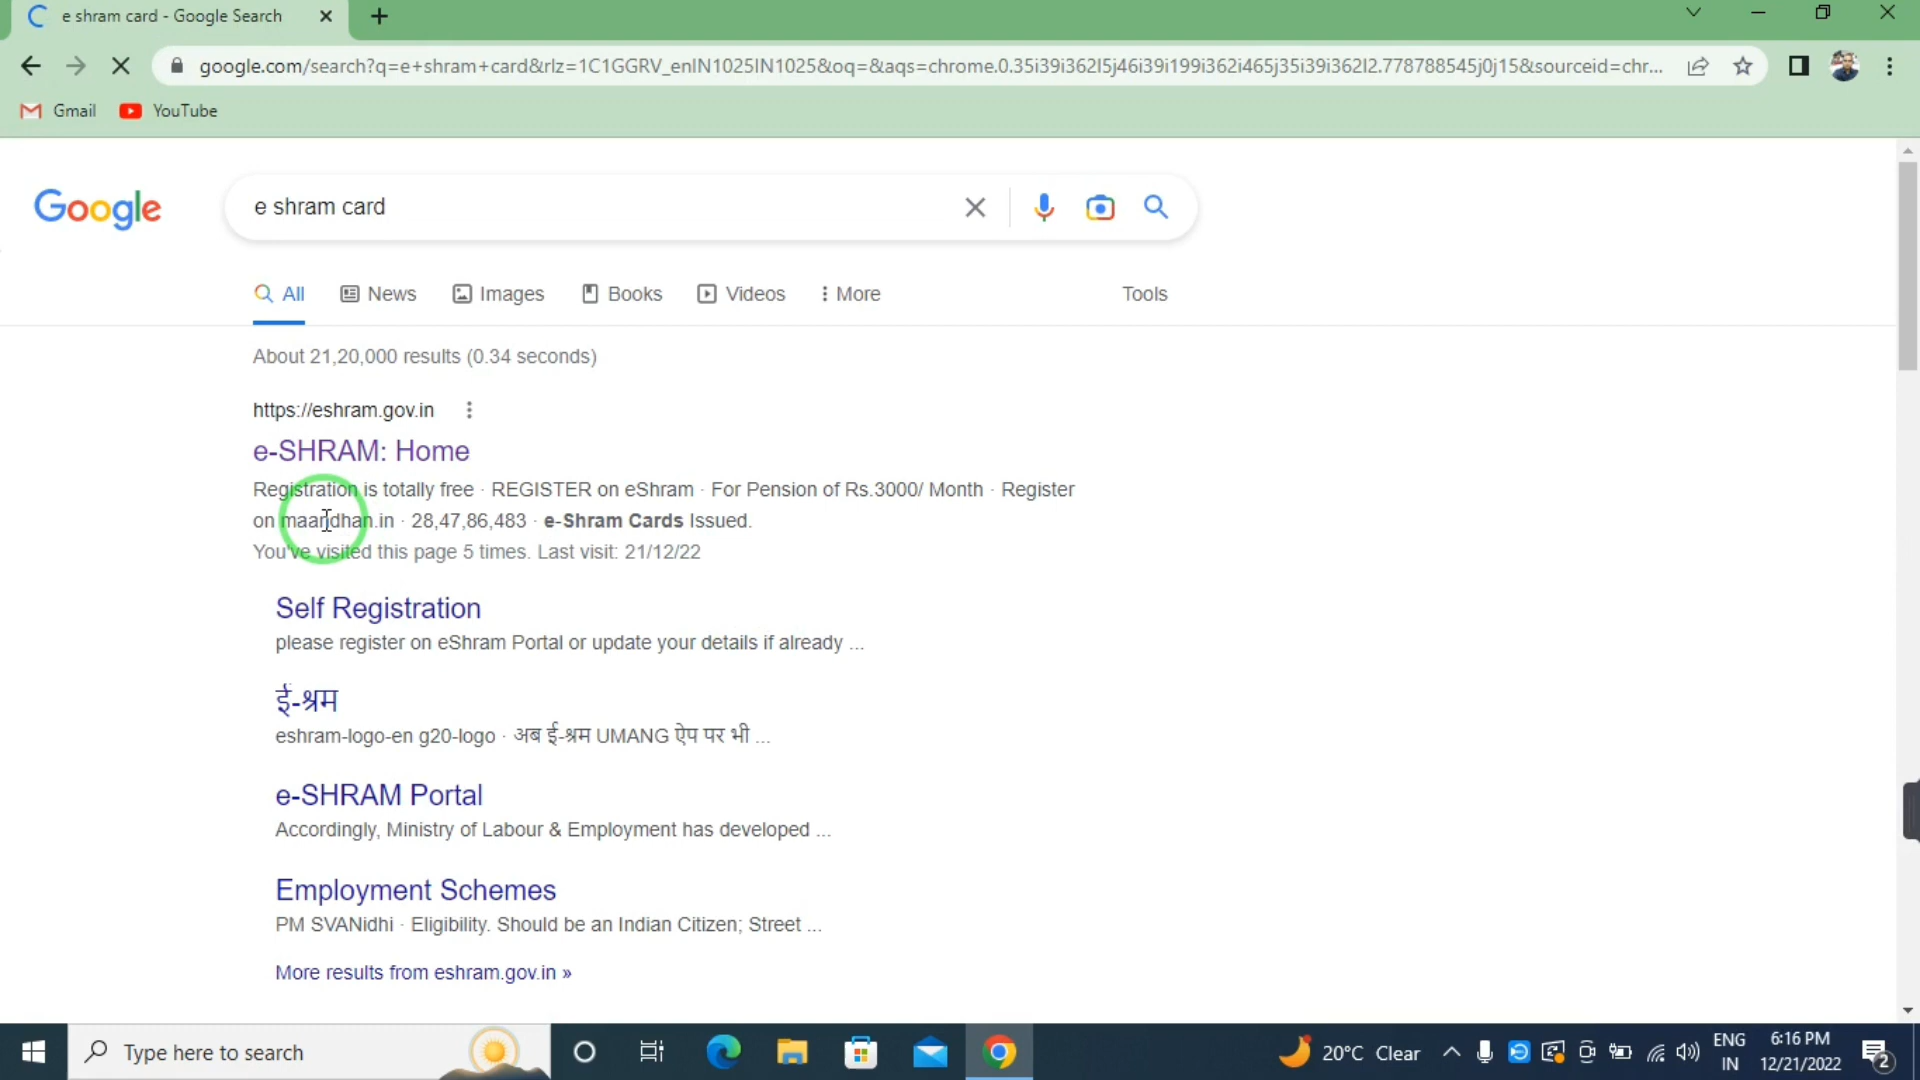 e shram card - Google Search
google.com/search?q=e+shram+card&rlz=1C1GGRV_enIN1025IN1025&oq=&aqs=chrome.0.35i39i362l5j46i39i199i362i465j35i39i362l2.778788545j0j15&sourceid=chr...
Gmail YouTube
Google e shram card
All News Images Books Videos More Tools
About 21,20,000 results (0.34 seconds)
https://eshram.gov.in
e-SHRAM: Home
Registration is totally free · REGISTER on eShram · For Pension of Rs.3000/ Month · Register
on maandhan.in · 28,47,86,483 · e-Shram Cards Issued.
You've visited this page 5 times. Last visit: 21/12/22
Self Registration
please register on eShram Portal or update your details if already ...
ई-श्रम
eshram-logo-en g20-logo · अब ई-श्रम UMANG ऐप पर भी ...
e-SHRAM Portal
Accordingly, Ministry of Labour & Employment has developed ...
Employment Schemes
PM SVANidhi · Eligibility. Should be an Indian Citizen; Street ...
More results from eshram.gov.in »
Type here to search 20°C Clear ENG 6:16 PM
IN 12/21/2022 2